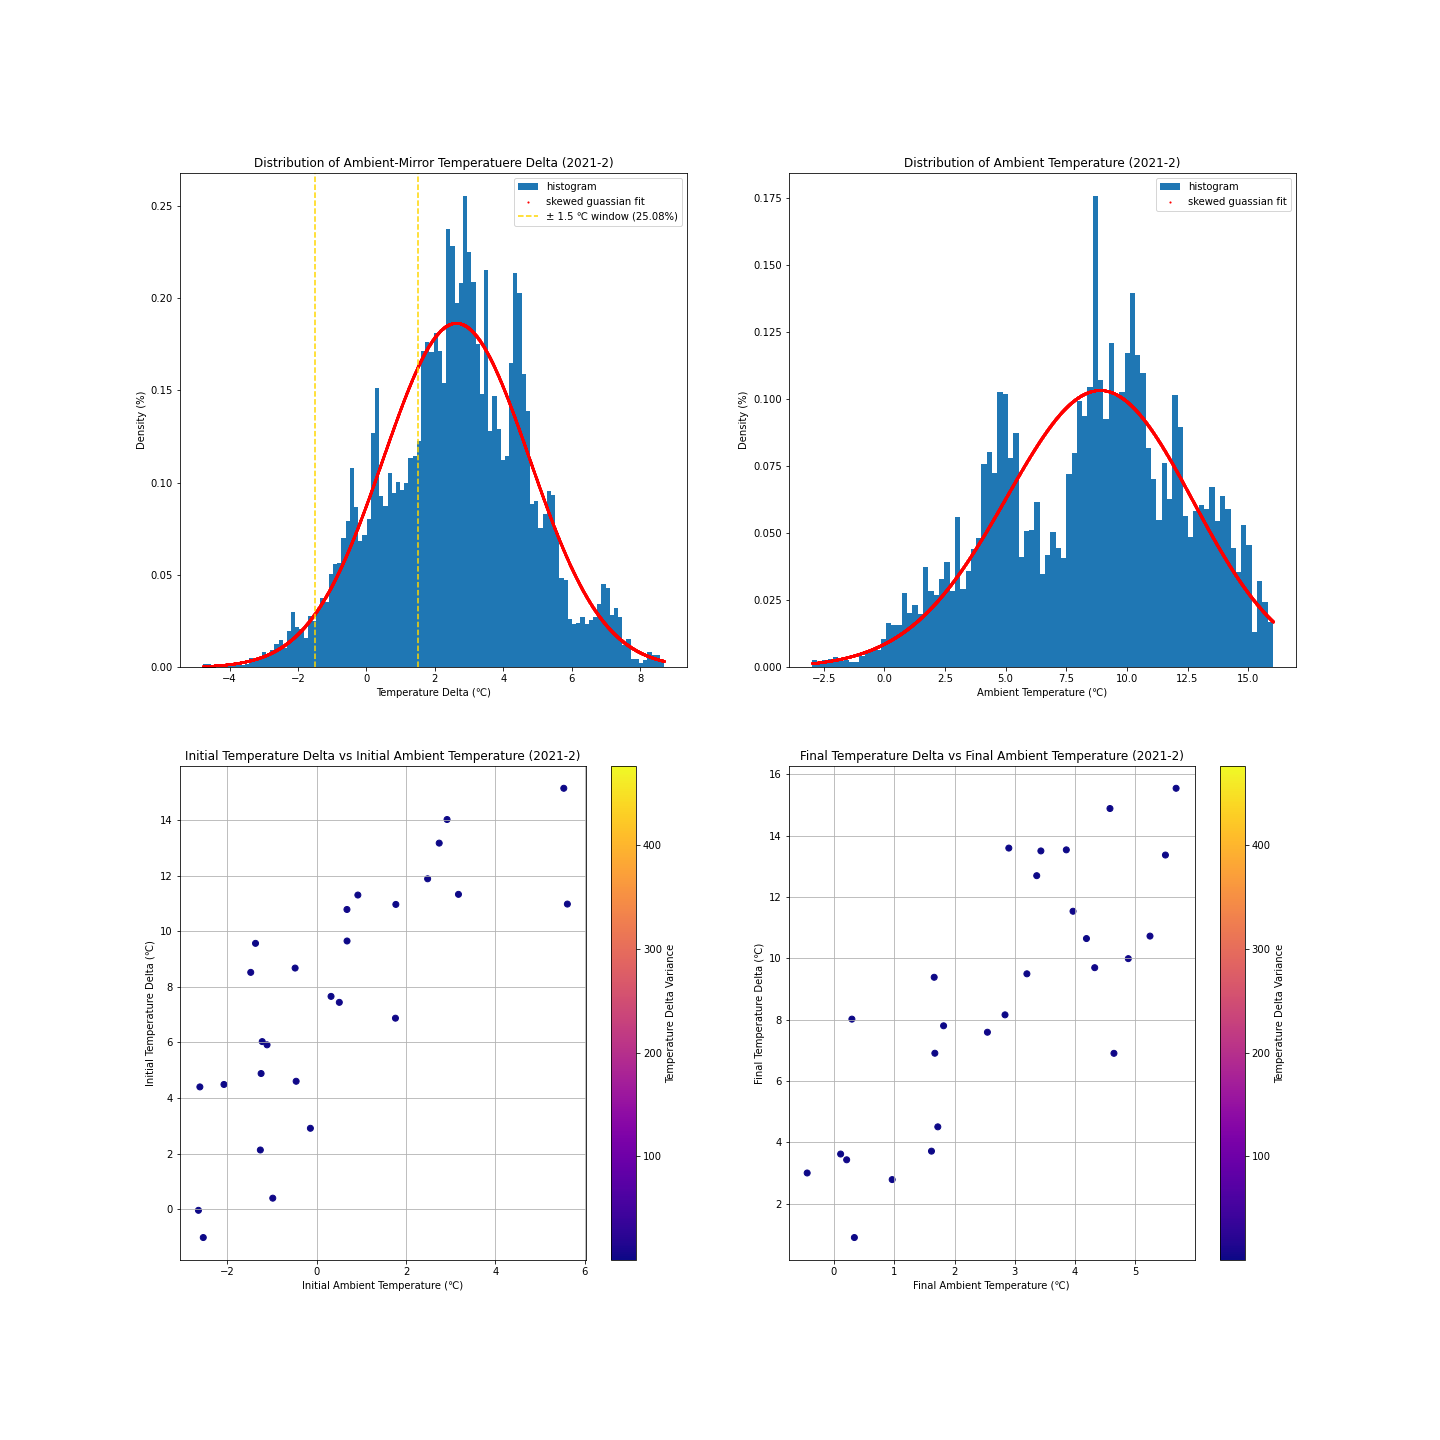 Distribution of Ambient-Mirror Temperatuere Delta (2021-2)
histogram
skewed guassian fit
± 1.5 ℃ window (25.08%)
Density (%)
0.25
0.20
0.15
0.10
0.05
0.00
−4 −2 0 2 4 6 8
Temperature Delta (℃)
Distribution of Ambient Temperature (2021-2)
histogram
skewed guassian fit
Density (%)
0.175
0.150
0.125
0.100
0.075
0.050
0.025
0.000
−2.5 0.0 2.5 5.0 7.5 10.0 12.5 15.0
Ambient Temperature (℃)
Initial Temperature Delta vs Initial Ambient Temperature (2021-2)
Initial Temperature Delta (℃)
14
12
10
8
6
4
2
0
−2 0 2 4 6
Initial Ambient Temperature (℃)
400
300
200
100
Temperature Delta Variance
Final Temperature Delta vs Final Ambient Temperature (2021-2)
Final Temperature Delta (℃)
16
14
12
10
8
6
4
2
0 1 2 3 4 5
Final Ambient Temperature (℃)
400
300
200
100
Temperature Delta Variance